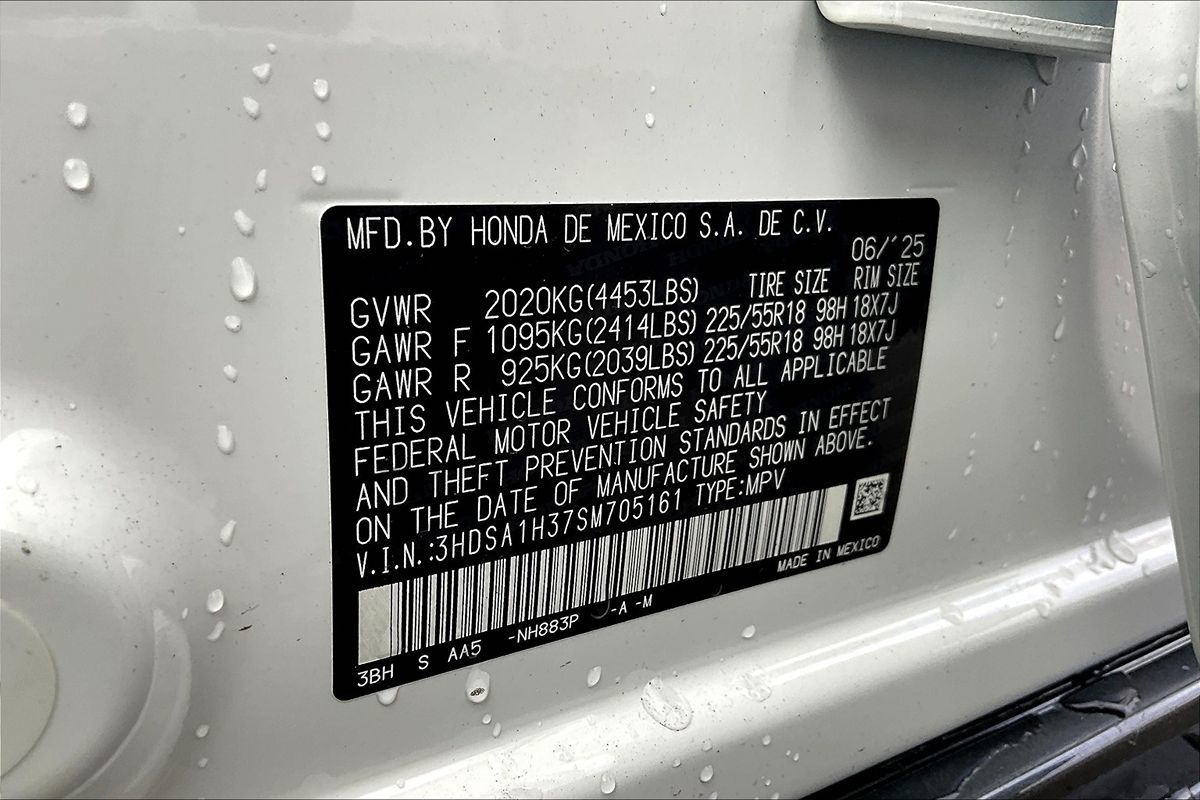 MFD.BY HONDA DE MEXICO S.A. DE C.V.
06/'25
TIRE SIZE RIM SIZE
GVWR 2020KG(4453LBS)
GAWR F 1095KG(2414LBS) 225/55R18 98H 18X7J
GAWR R 925KG(2039LBS) 225/55R18 98H 18X7J
THIS VEHICLE CONFORMS TO ALL APPLICABLE
FEDERAL MOTOR VEHICLE SAFETY
AND THEFT PREVENTION STANDARDS IN EFFECT
ON THE DATE OF MANUFACTURE SHOWN ABOVE.
V.I.N.:3HDSA1H37SM705161 TYPE:MPV
MADE IN MEXICO
3BH S AA5 -NH883P -A -M